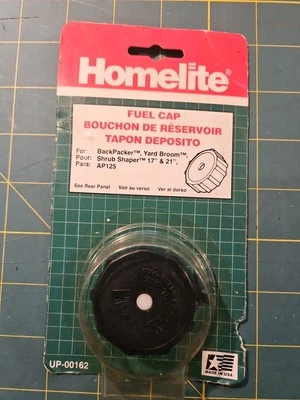 Homelite®
FUEL CAP
BOUCHON DE RÉSERVOIR
TAPON DEPOSITO
For: BackPacker™, Yard Broom™,
Pour: Shrub Shaper™ 17" & 21",
Para: AP125
See Rear Panel Voir au verso Ver al dorso
UP-00162
MADE IN U.S.A.